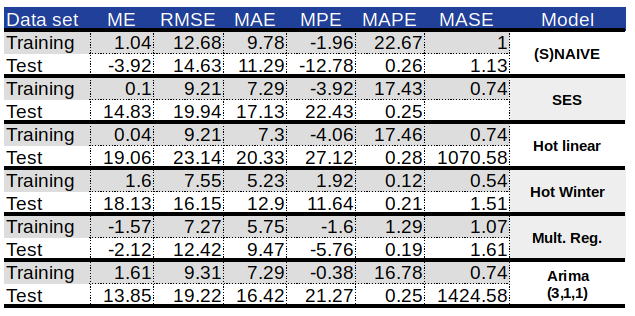 Data set ME RMSE MAE MPE MAPE MASE Model
Training 1.04 12.68 9.78 -1.96 22.67 1 (S)NAIVE
Test -3.92 14.63 11.29 -12.78 0.26 1.13
Training 0.1 9.21 7.29 -3.92 17.43 0.74 SES
Test 14.83 19.94 17.13 22.43 0.25
Training 0.04 9.21 7.3 -4.06 17.46 0.74 Hot linear
Test 19.06 23.14 20.33 27.12 0.28 1070.58
Training 1.6 7.55 5.23 1.92 0.12 0.54 Hot Winter
Test 18.13 16.15 12.9 11.64 0.21 1.51
Training -1.57 7.27 5.75 -1.6 1.29 1.07 Mult. Reg.
Test -2.12 12.42 9.47 -5.76 0.19 1.61
Training 1.61 9.31 7.29 -0.38 16.78 0.74 Arima
Test 13.85 19.22 16.42 21.27 0.25 1424.58 (3,1,1)